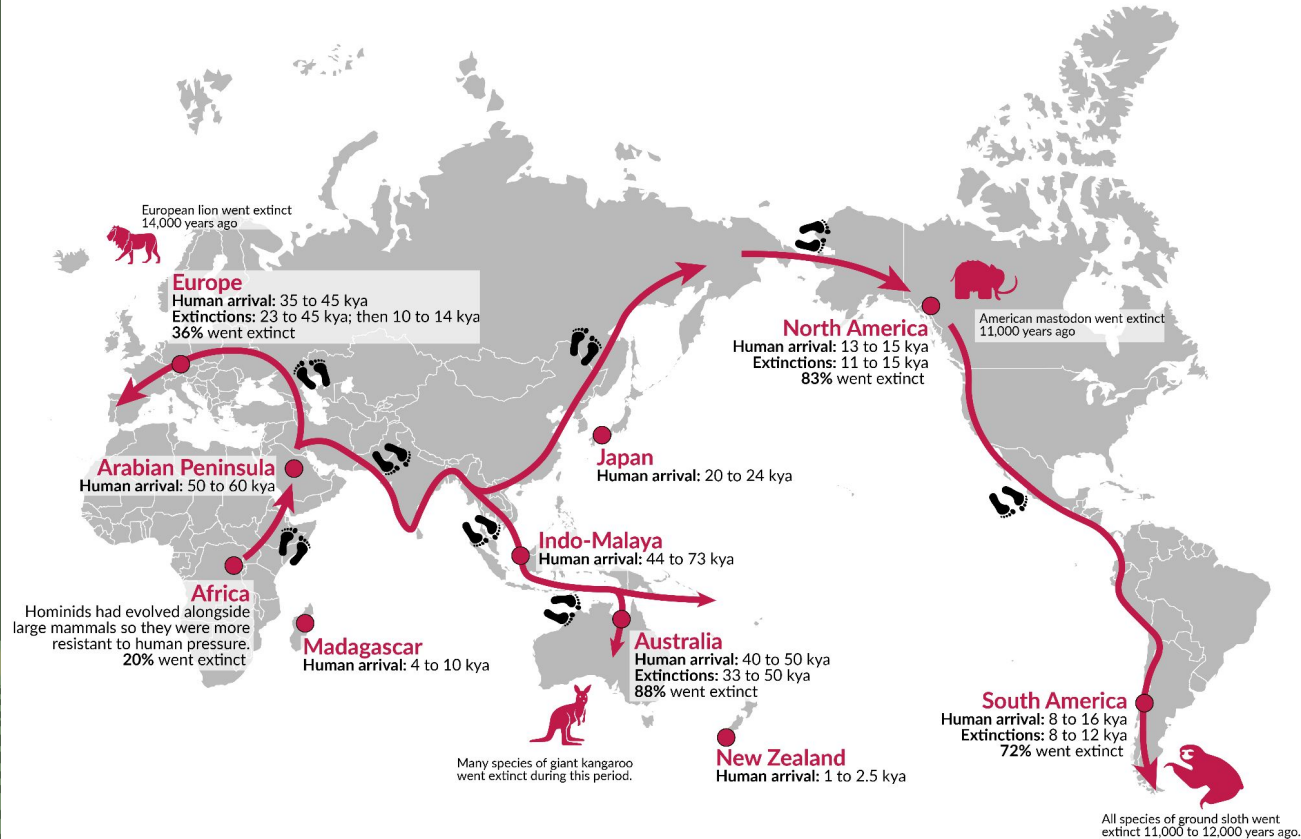 European lion went extinct
14,000 years ago
Europe
Human arrival: 35 to 45 kya
Extinctions: 23 to 45 kya; then 10 to 14 kya
36% went extinct
American mastodon went extinct
11,000 years ago
North America
Human arrival: 13 to 15 kya
Extinctions: 11 to 15 kya
83% went extinct
Arabian Peninsula
Human arrival: 50 to 60 kya
Japan
Human arrival: 20 to 24 kya
Indo-Malaya
Human arrival: 44 to 73 kya
Africa
Hominids had evolved alongside
large mammals so they were more
resistant to human pressure.
20% went extinct
Madagascar
Human arrival: 4 to 10 kya
Australia
Human arrival: 40 to 50 kya
Extinctions: 33 to 50 kya
88% went extinct
Many species of giant kangaroo
went extinct during this period.
New Zealand
Human arrival: 1 to 2.5 kya
South America
Human arrival: 8 to 16 kya
Extinctions: 8 to 12 kya
72% went extinct
All species of ground sloth went
extinct 11,000 to 12,000 years ago.